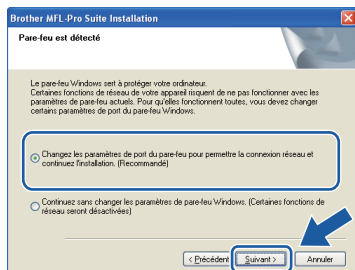 Brother MFL-Pro Suite Installation
Pare-feu est détecté
Le pare-feu Windows sert à protéger votre ordinateur.
Certaines fonctions de réseau de votre appareil risquent de ne pas fonctionner avec les
paramètres de pare-feu actuels. Pour qu'elles fonctionnent toutes, vous devez changer
certains paramètres de port du pare-feu Windows.
Changez les paramètres de port du pare-feu pour permettre la connexion réseau et
continuez l'installation. (Recommandé)
Continuez sans changer les paramètres de pare-feu Windows. (Certaines fonctions de
réseau seront désactivées)
< Précédent
Suivant >
Annuler